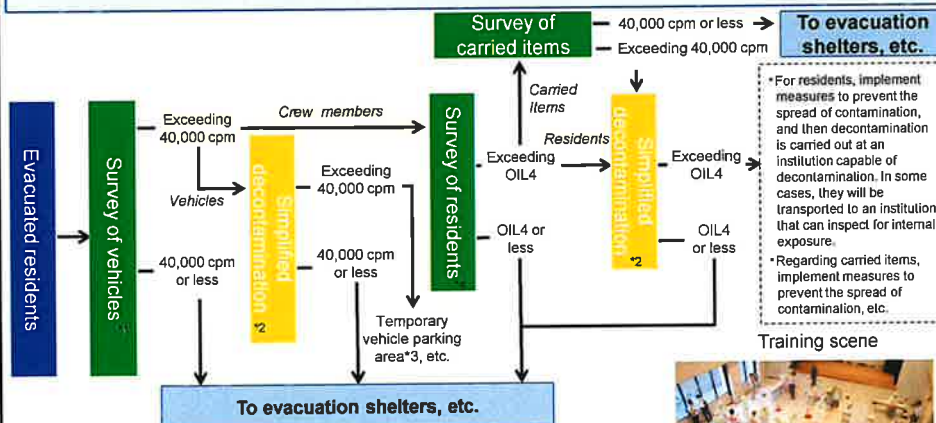 Survey of
carried items
40,000 cpm or less
Exceeding 40,000 cpm
To evacuation
shelters, etc.
Evacuated residents
Survey of vehicles
Exceeding
40,000 cpm
Crew members
Vehicles
40,000 cpm
or less
Simplified
decontamination
*2
Exceeding
40,000 cpm
40,000 cpm
or less
Temporary
vehicle parking
area*3, etc.
Survey of residents
Carried
items
Residents
Exceeding
OIL4
OIL4 or
less
Simplified
decontamination
*2
Exceeding
OIL4
OIL4
or less
*For residents, implement
measures to prevent the
spread of contamination,
and then decontamination
is carried out at an
institution capable of
decontamination. In some
cases, they will be
transported to an institution
that can inspect for internal
exposure.
*Regarding carried items,
implement measures to
prevent the spread of
contamination, etc.
Training scene
To evacuation shelters, etc.